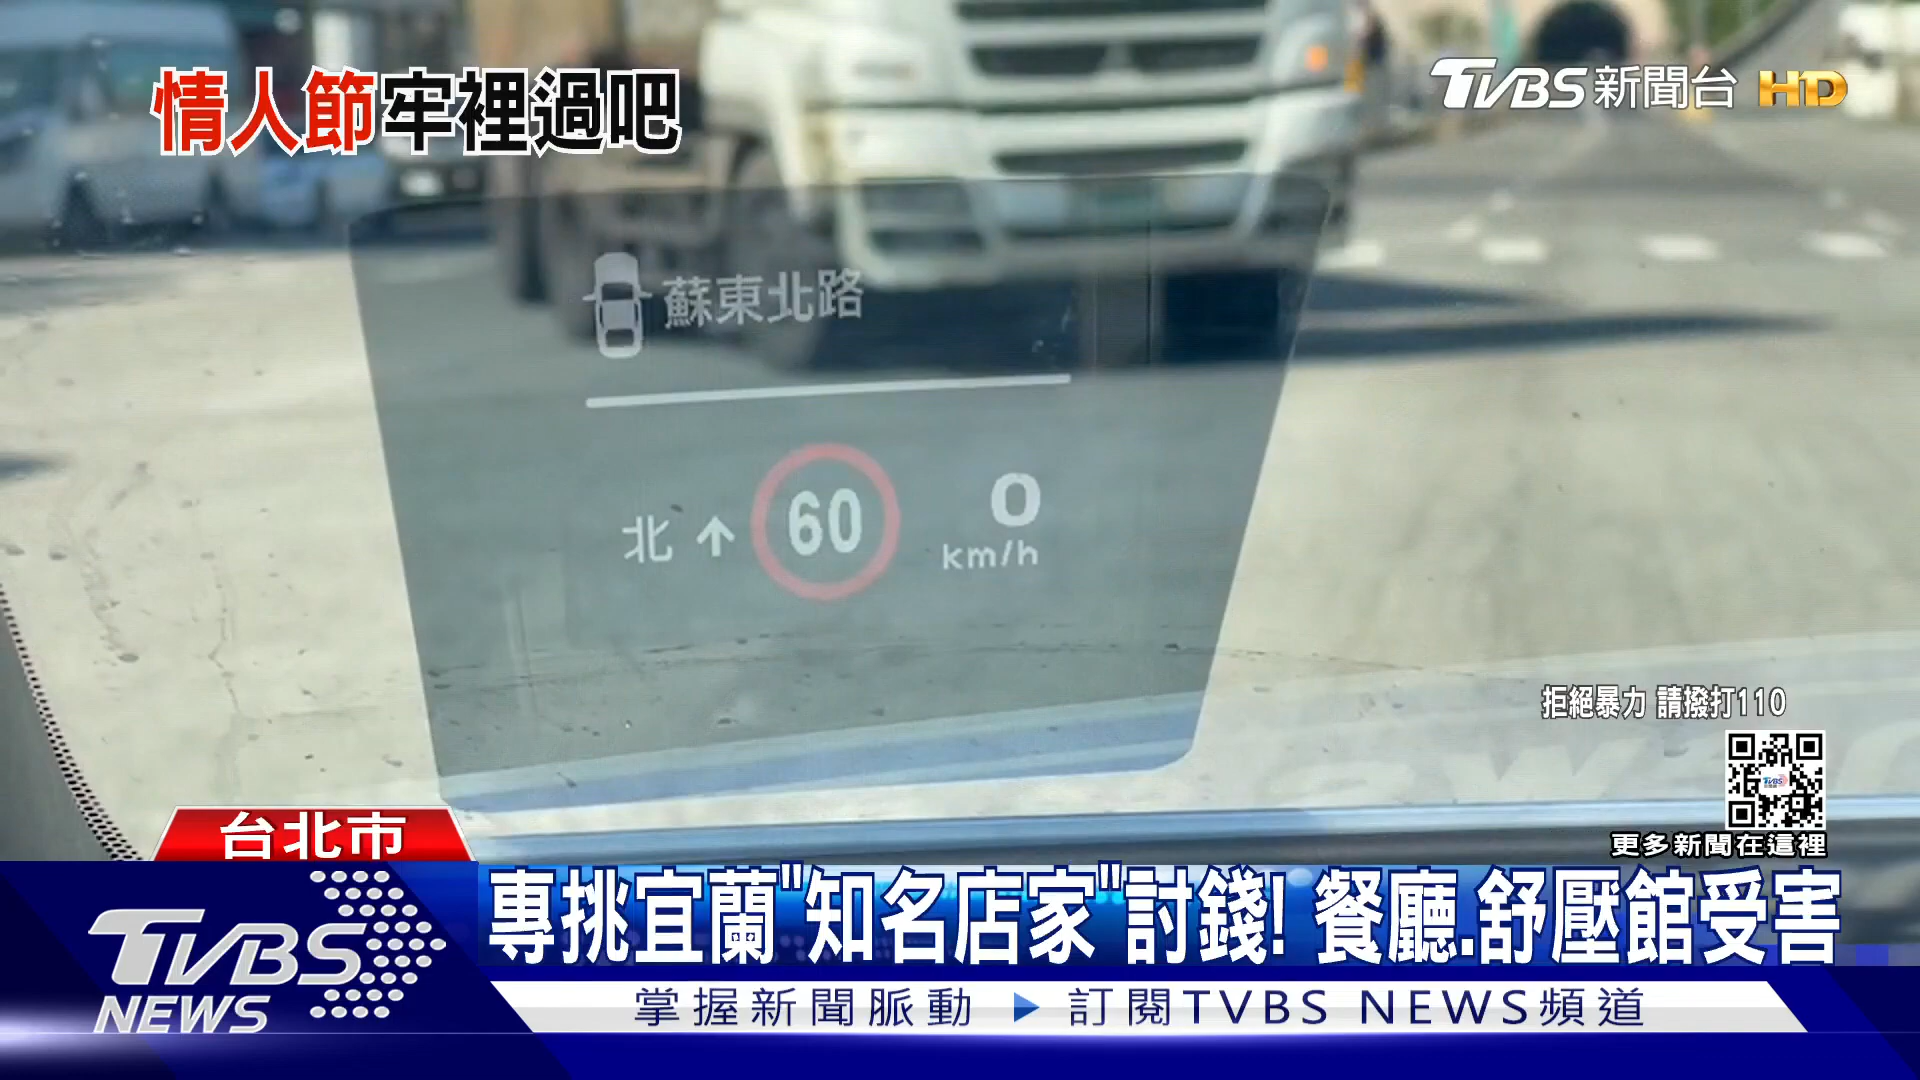 情人節牢裡過吧
TVBS新聞台 HD
蘇東北路
北 ↑ 60 0
km/h
拒絕暴力 請撥打110
TVBS
更多新聞在這裡
台北市
專挑宜蘭"知名店家"討錢! 餐廳.舒壓館受害
TVBS
NEWS
掌握新聞脈動 ▶ 訂閱TVBS NEWS頻道